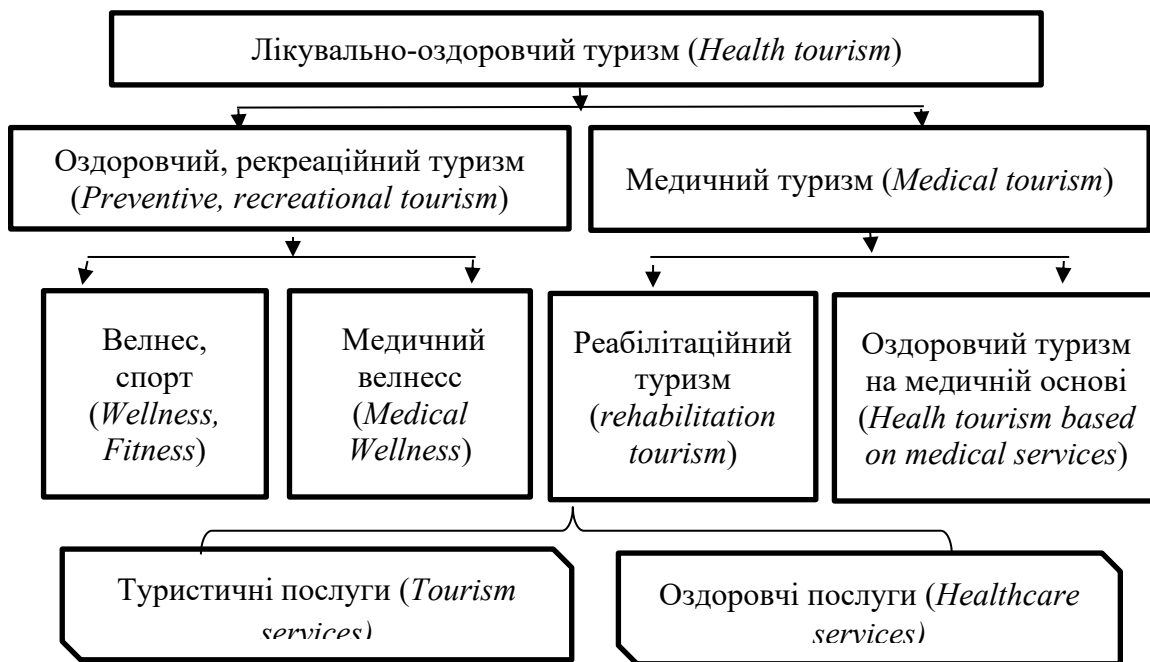 Лікувально-оздоровчий туризм (Health tourism)
Оздоровчий, рекреаційний туризм
(Preventive, recreational tourism)
Медичний туризм (Medical tourism)
Велнес,
спорт
(Wellness,
Fitness)
Медичний
велнесс
(Medical
Wellness)
Реабілітаційний
туризм
(rehabilitation
tourism)
Оздоровчий туризм
на медичній основі
(Healh tourism based
on medical services)
Туристичні послуги (Tourism
services)
Оздоровчі послуги (Healthcare
services)